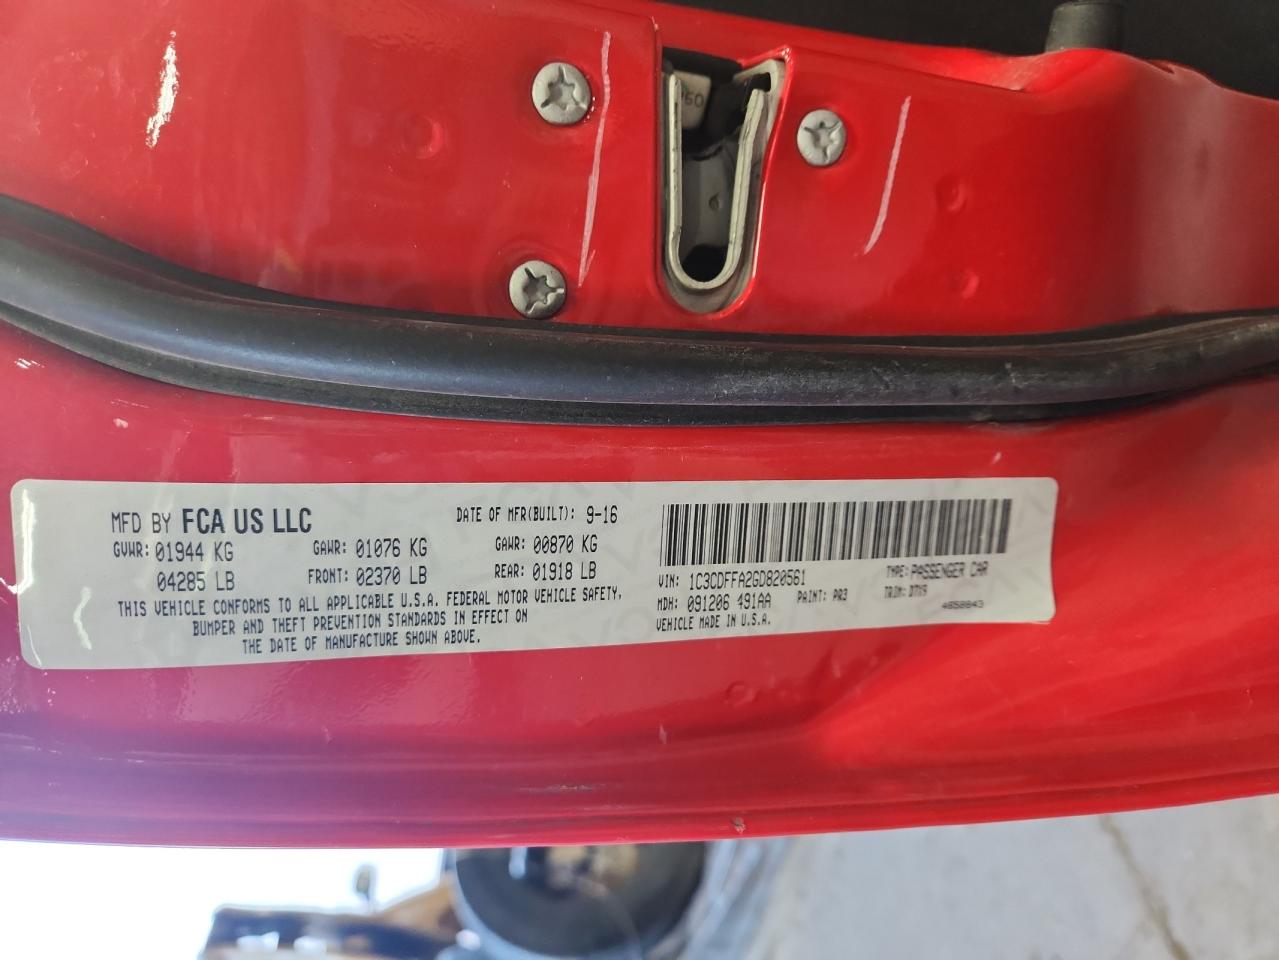 MFD BY FCA US LLC DATE OF MFR(BUILT): 9-16
GVWR: 01944 KG GAWR: 01076 KG GAWR: 00870 KG
04285 LB FRONT: 02370 LB REAR: 01918 LB
THIS VEHICLE CONFORMS TO ALL APPLICABLE U.S.A. FEDERAL MOTOR VEHICLE SAFETY,
BUMPER AND THEFT PREVENTION STANDARDS IN EFFECT ON
THE DATE OF MANUFACTURE SHOWN ABOVE.
VIN: 1C3CDFFA2GD820561 TYPE: PASSENGER CAR
MDH: 091206 491AA PAINT: PR3 TRIM: D7X9
VEHICLE MADE IN U.S.A. 4658843